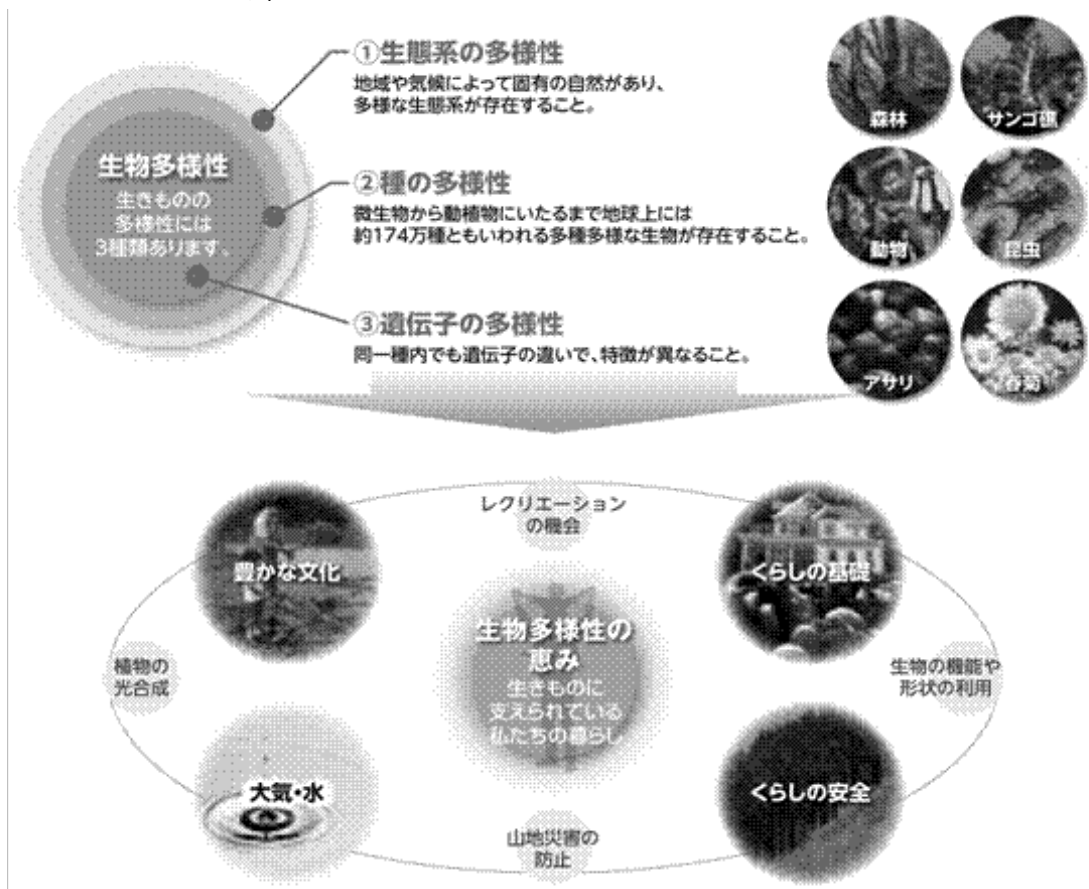 ①生態系の多様性
地域や気候によって固有の自然があり、
多様な生態系が存在すること。
生物多様性
生きものの
多様性には
3種類あります。
②種の多様性
微生物から動植物にいたるまで地球上には
約174万種ともいわれる多種多様な生物が存在すること。
③遺伝子の多様性
同一種内でも遺伝子の違いで、特徴が異なること。
森林
サンゴ礁
動物
昆虫
アサリ
春菊
レクリエーション
の機会
豊かな文化
くらしの基礎
生物多様性の
恵み
生きものに
支えられている
私たちの暮らし
植物の
光合成
生物の機能や
形状の利用
大気・水
くらしの安全
山地災害の
防止